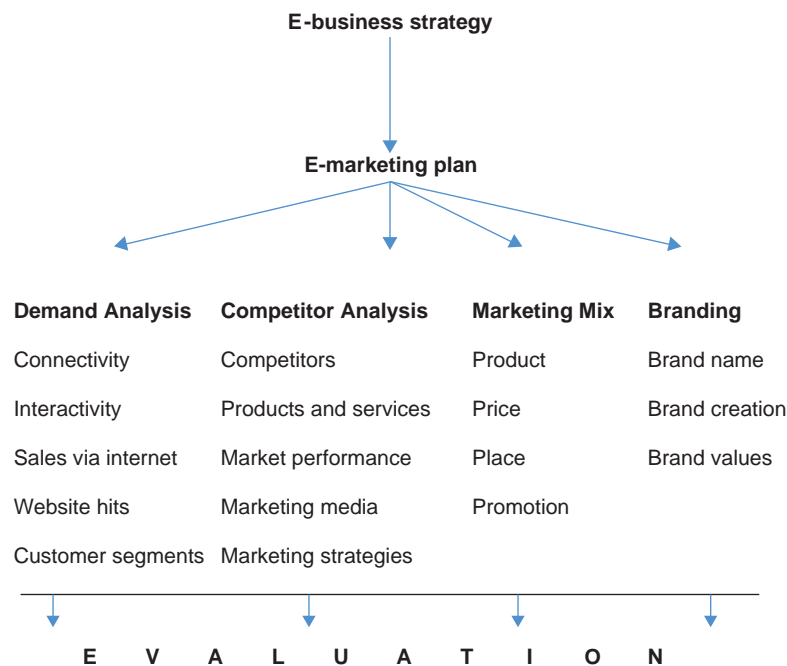 E-business strategy
E-marketing plan
Demand Analysis Competitor Analysis Marketing Mix Branding
Connectivity Competitors Product Brand name
Interactivity Products and services Price Brand creation
Sales via internet Market performance Place Brand values
Website hits Marketing media Promotion
Customer segments Marketing strategies
E V A L U A T I O N